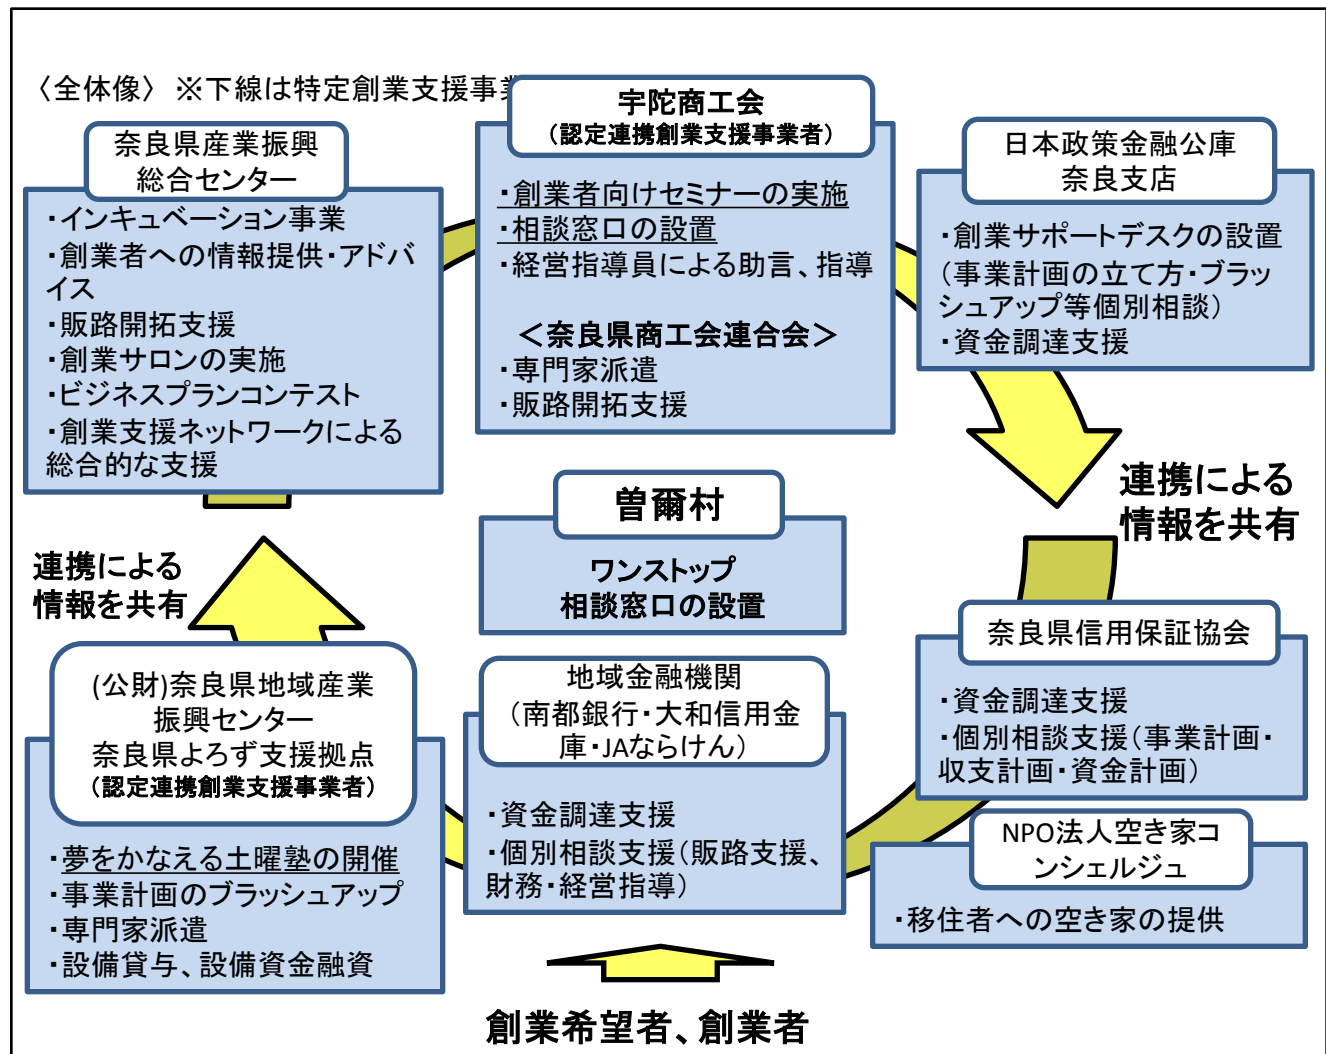 〈全体像〉 ※下線は特定創業支援事業
奈良県産業振興
総合センター
・インキュベーション事業
・創業者への情報提供・アドバ
イス
・販路開拓支援
・創業サロンの実施
・ビジネスプランコンテスト
・創業支援ネットワークによる
総合的な支援
宇陀商工会
（認定連携創業支援事業者）
・創業者向けセミナーの実施
・相談窓口の設置
・経営指導員による助言、指導
＜奈良県商工会連合会＞
・専門家派遣
・販路開拓支援
日本政策金融公庫
奈良支店
・創業サポートデスクの設置
（事業計画の立て方・ブラッ
シュアップ等個別相談）
・資金調達支援
連携による
情報を共有
曽爾村
ワンストップ
相談窓口の設置
連携による
情報を共有
(公財)奈良県地域産業
振興センター
奈良県よろず支援拠点
（認定連携創業支援事業者）
・夢をかなえる土曜塾の開催
・事業計画のブラッシュアップ
・専門家派遣
・設備貸与、設備資金融資
地域金融機関
（南都銀行・大和信用金
庫・JAならけん）
・資金調達支援
・個別相談支援（販路支援、
財務・経営指導）
奈良県信用保証協会
・資金調達支援
・個別相談支援（事業計画・
収支計画・資金計画）
NPO法人空き家コ
ンシェルジュ
・移住者への空き家の提供
創業希望者、創業者